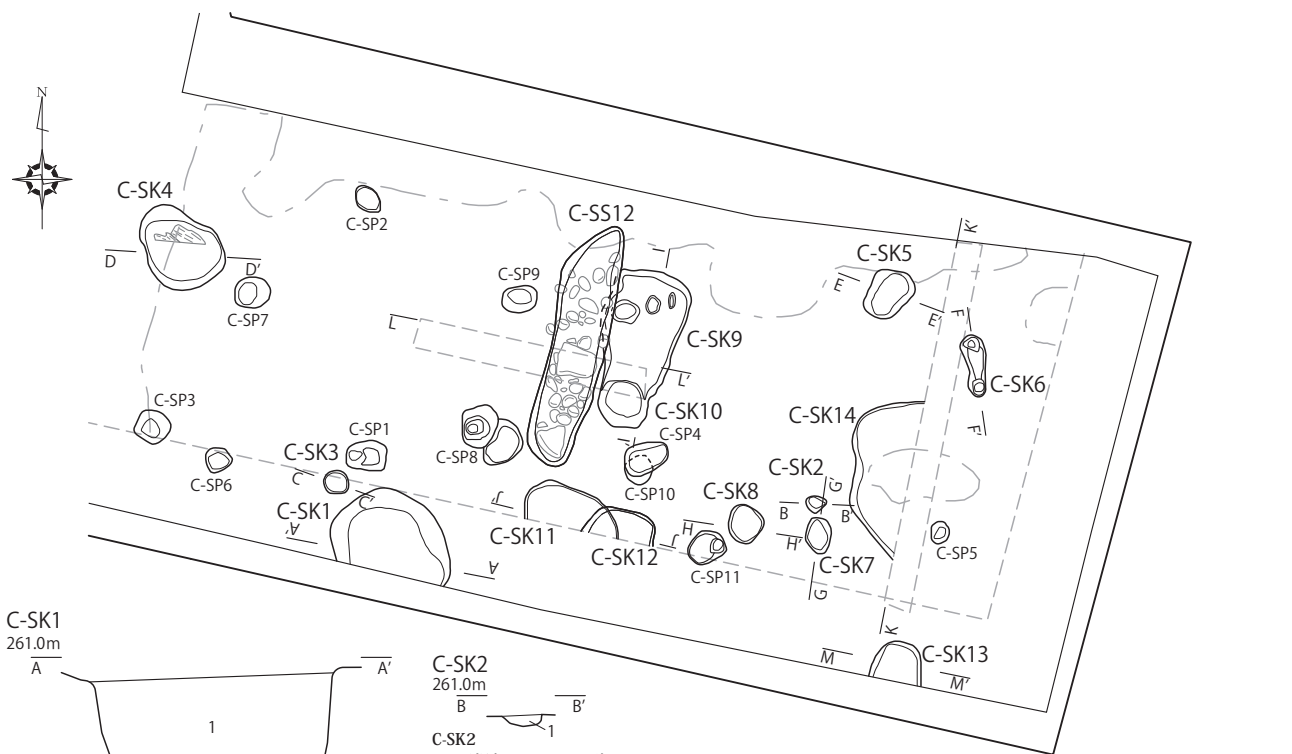 N
C-SK4
C-SP2
C-SS12
K'
D
D'
C-SP7
C-SP9
I
C-SK5
E
E'
F
L
C-SK9
L'
C-SK6
C-SP3
C-SK10
C-SK14
F'
C-SP1
C-SP4
C-SK3
C
C'
C-SP8
I'
C-SP6
C-SP10
C-SK2
G'
C-SK8
B
B'
C-SK1
A'
J'
C-SK11
H
H'
C-SK12
J
C-SP11
C-SK7
C-SP5
A
G
K
M
C-SK13
M'
C-SK1
261.0m
A
A'
1
C-SK2
261.0m
B
B'
1
C-SK2